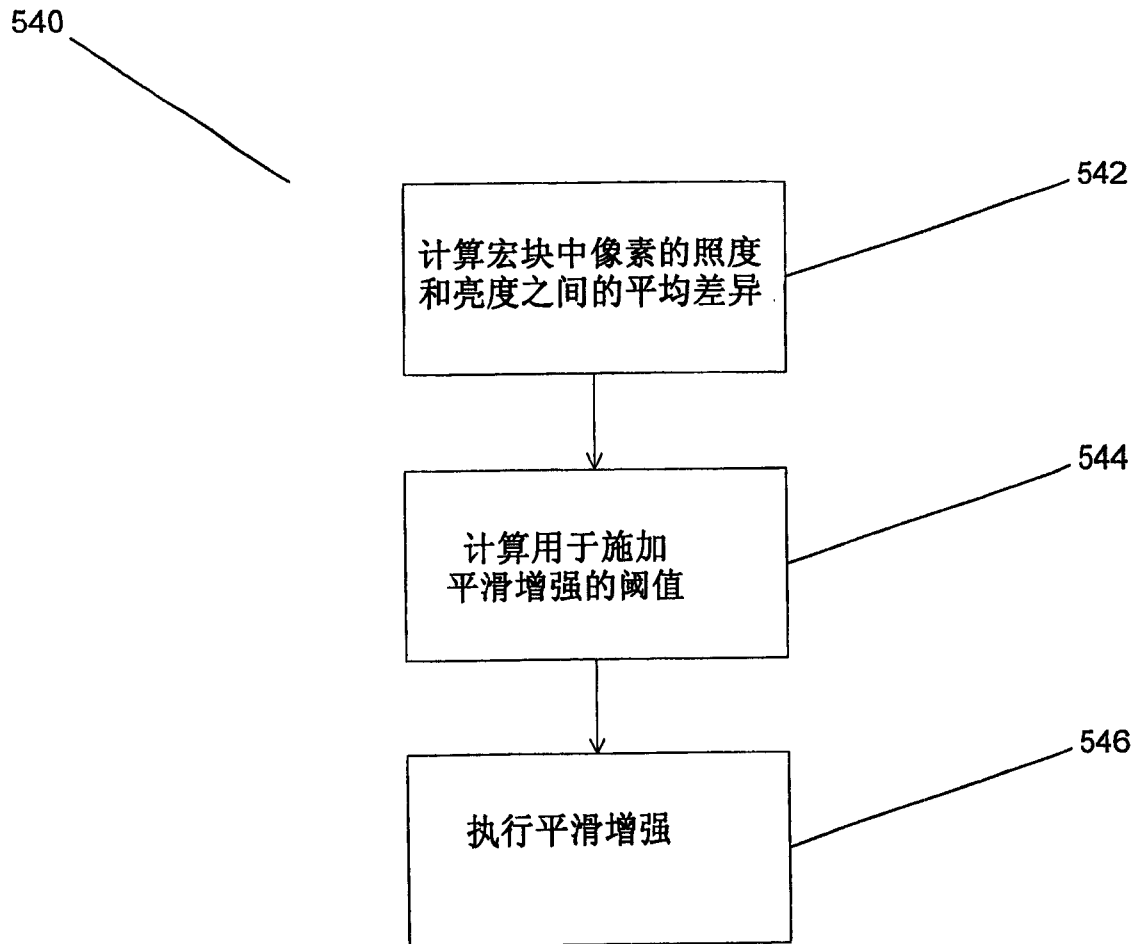 540
542
计算宏块中像素的照度
和亮度之间的平均差异
544
计算用于施加
平滑增强的阈值
546
执行平滑增强